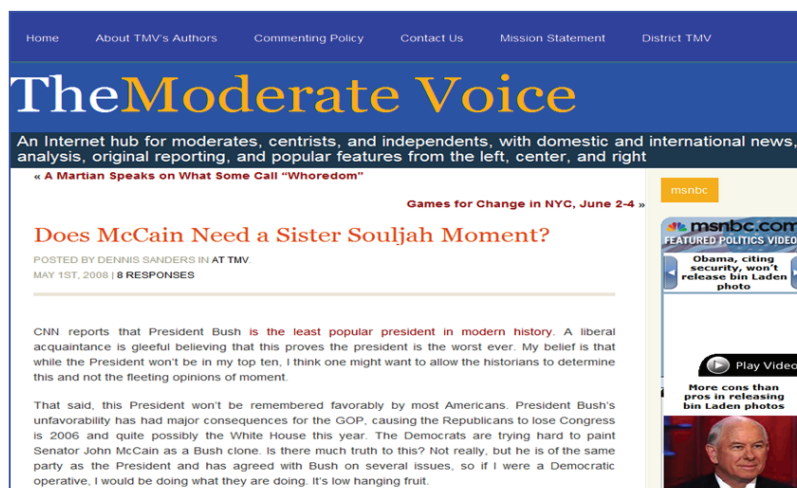 Home About TMV's Authors Commenting Policy Contact Us Mission Statement District TMV
TheModerate Voice
An Internet hub for moderates, centrists, and independents, with domestic and international news,
analysis, original reporting, and popular features from the left, center, and right
« A Martian Speaks on What Some Call “Whoredom”
Games for Change in NYC, June 2-4 »
Does McCain Need a Sister Souljah Moment?
POSTED BY DENNIS SANDERS IN AT TMV.
MAY 1ST, 2008 | 8 RESPONSES
CNN reports that President Bush is the least popular president in modern history. A liberal
acquaintance is gleeful believing that this proves the president is the worst ever. My belief is that
while the President won't be in my top ten, I think one might want to allow the historians to determine
this and not the fleeting opinions of moment.
That said, this President won't be remembered favorably by most Americans. President Bush's
unfavorability has had major consequences for the GOP, causing the Republicans to lose Congress
is 2006 and quite possibly the White House this year. The Democrats are trying hard to paint
Senator John McCain as a Bush clone. Is there much truth to this? Not really, but he is of the same
party as the President and has agreed with Bush on several issues, so if I were a Democratic
operative, I would be doing what they are doing. It's low hanging fruit.
msnbc
msnbc.com
FEATURED POLITICS VIDEO
Obama, citing
security, won't
release bin Laden
photo
Play Video
More cons than
pros in releasing
bin Laden photos